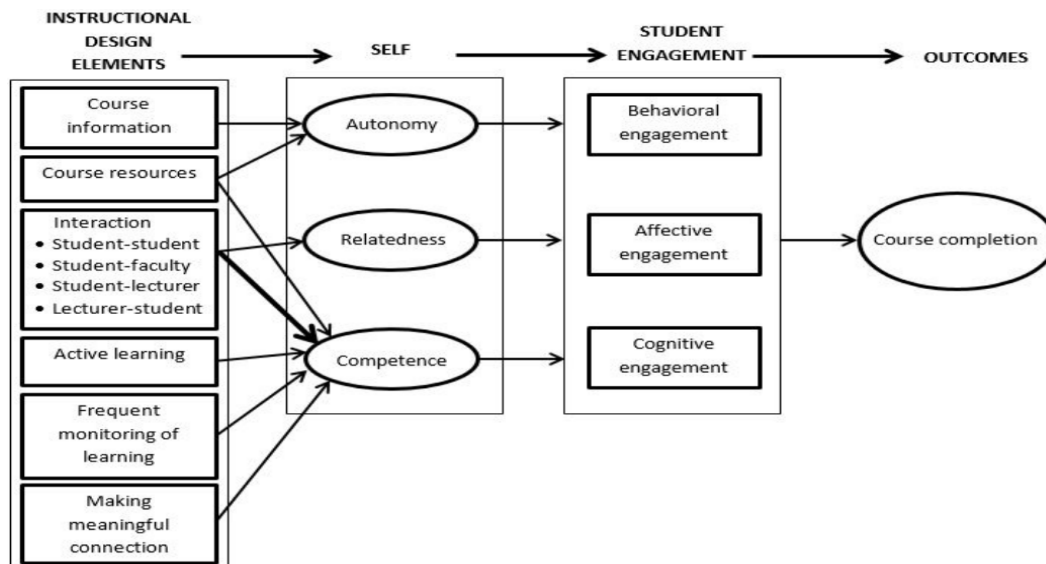 INSTRUCTIONAL
DESIGN
ELEMENTS
SELF
STUDENT
ENGAGEMENT
OUTCOMES
Course
information
Course resources
Interaction
• Student-student
• Student-faculty
• Student-lecturer
• Lecturer-student
Active learning
Frequent
monitoring of
learning
Making
meaningful
connection
Autonomy
Relatedness
Competence
Behavioral
engagement
Affective
engagement
Cognitive
engagement
Course completion